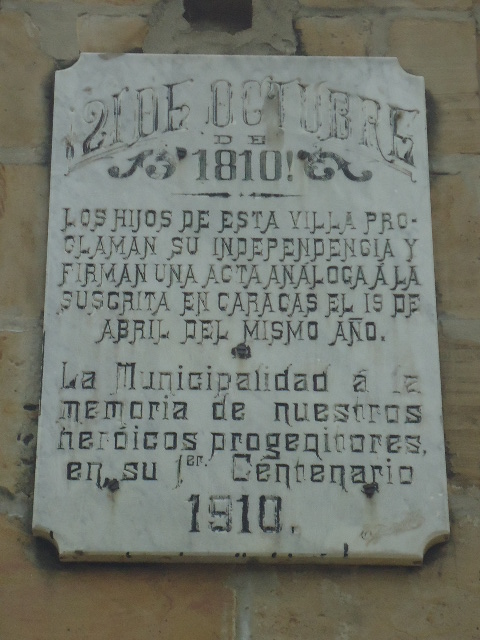 21 DE OCTUBRE
DE
1810!
LOS HIJOS DE ESTA VILLA PRO-
CLAMAN SU INDEPENDENCIA Y
FIRMAN UNA ACTA ANALOGA Á LA
SUSCRITA EN CARACAS EL 19 DE
ABRIL DEL MISMO AÑO.
La Municipalidad á la
memoria de nuestros
heróicos progenitores,
en su 1er. Centenario
1910.